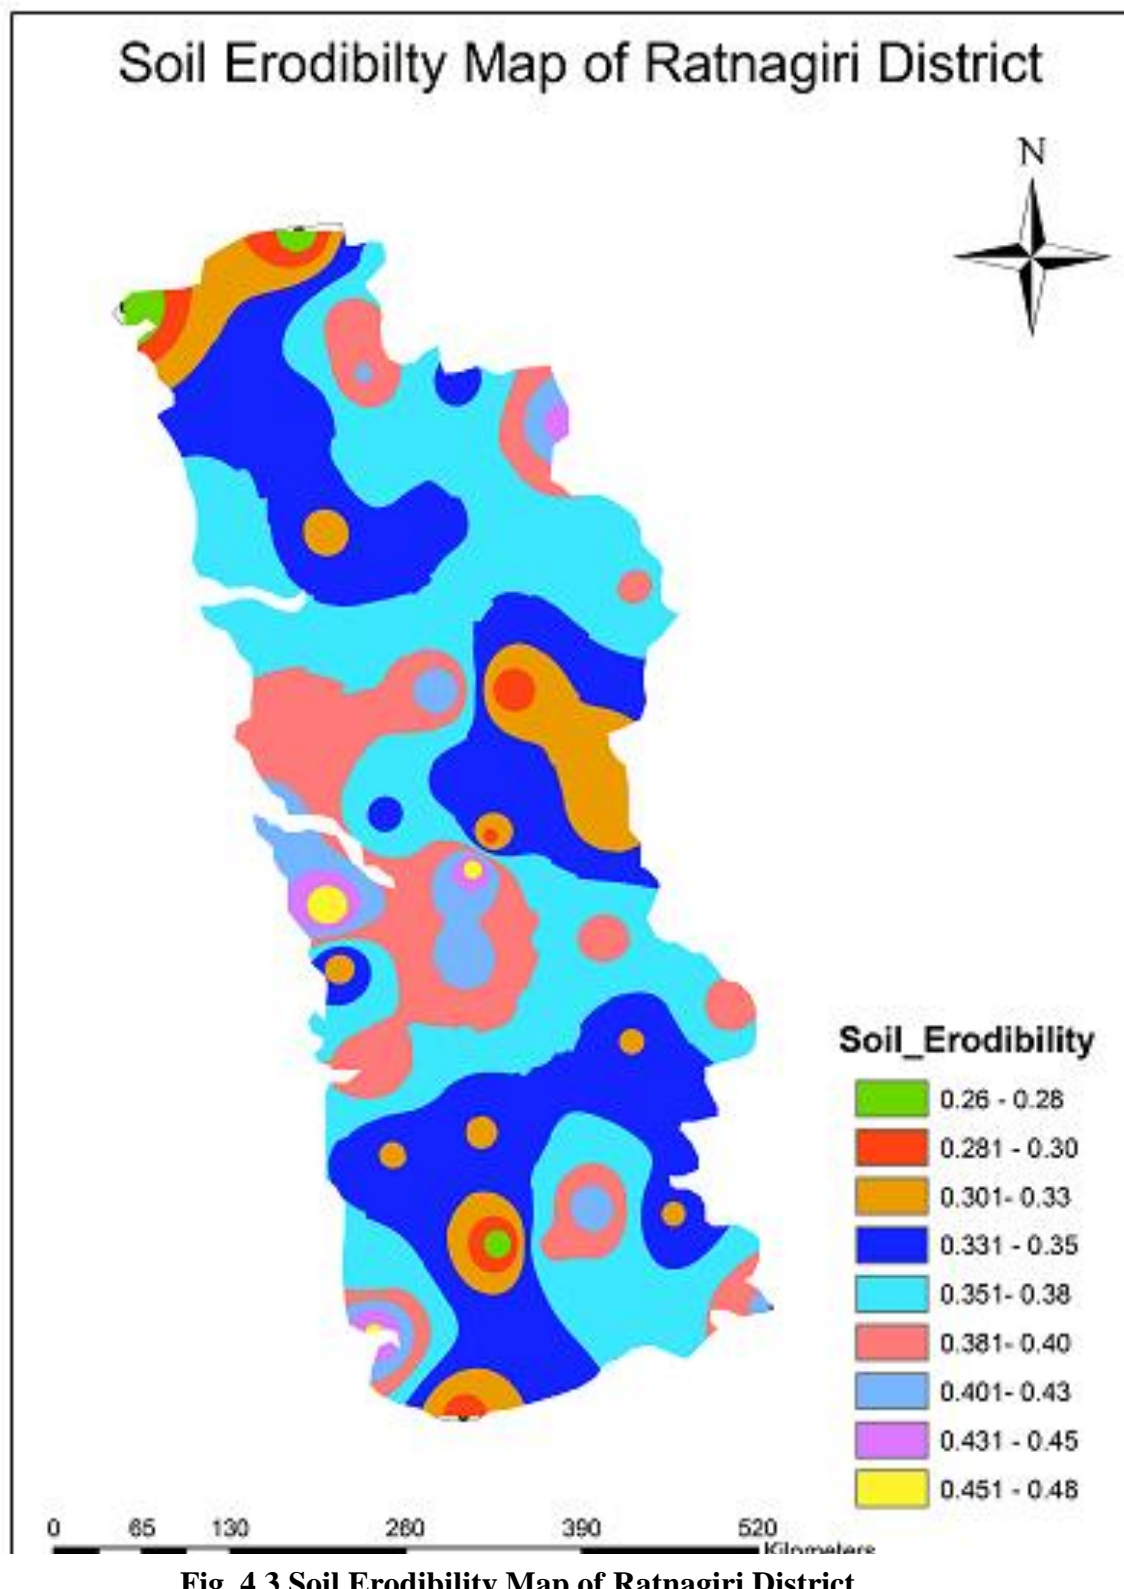 Soil Erodibilty Map of Ratnagiri District
N
Soil_Erodibility
0.26 - 0.28
0.281 - 0.30
0.301- 0.33
0.331 - 0.35
0.351- 0.38
0.381- 0.40
0.401- 0.43
0.431 - 0.45
0.451 - 0.48
0 65 130 280 390 520
Kilometers
Fig. 4.3 Soil Erodibility Map of Ratnagiri District